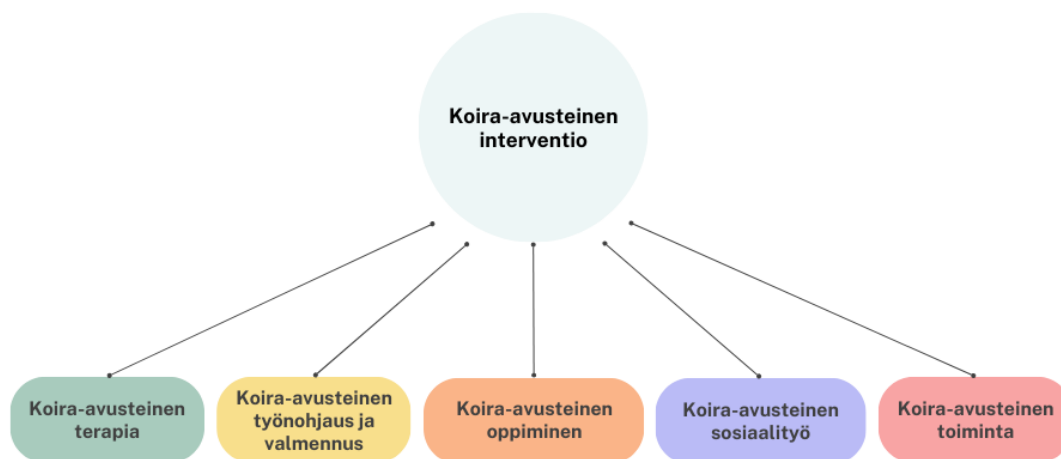 Koira-avusteinen
interventio
Koira-avusteinen
terapia
Koira-avusteinen
työnohjaus ja
valmennus
Koira-avusteinen
oppiminen
Koira-avusteinen
sosiaalityö
Koira-avusteinen
toiminta